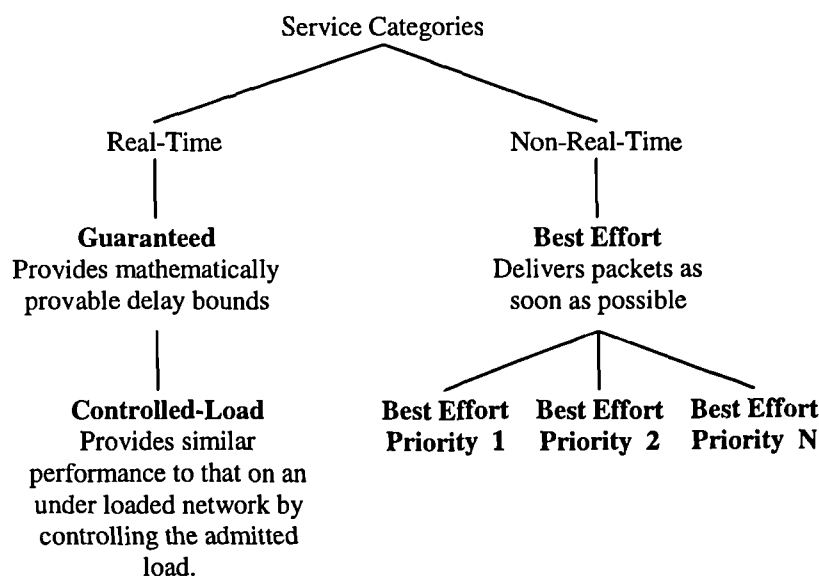 Service Categories
Real-Time
Non-Real-Time
Guaranteed
Provides mathematically
provable delay bounds
Best Effort
Delivers packets as
soon as possible
Controlled-Load
Provides similar
performance to that on an
under loaded network by
controlling the admitted
load.
Best Effort
Priority 1
Best Effort
Priority 2
Best Effort
Priority N